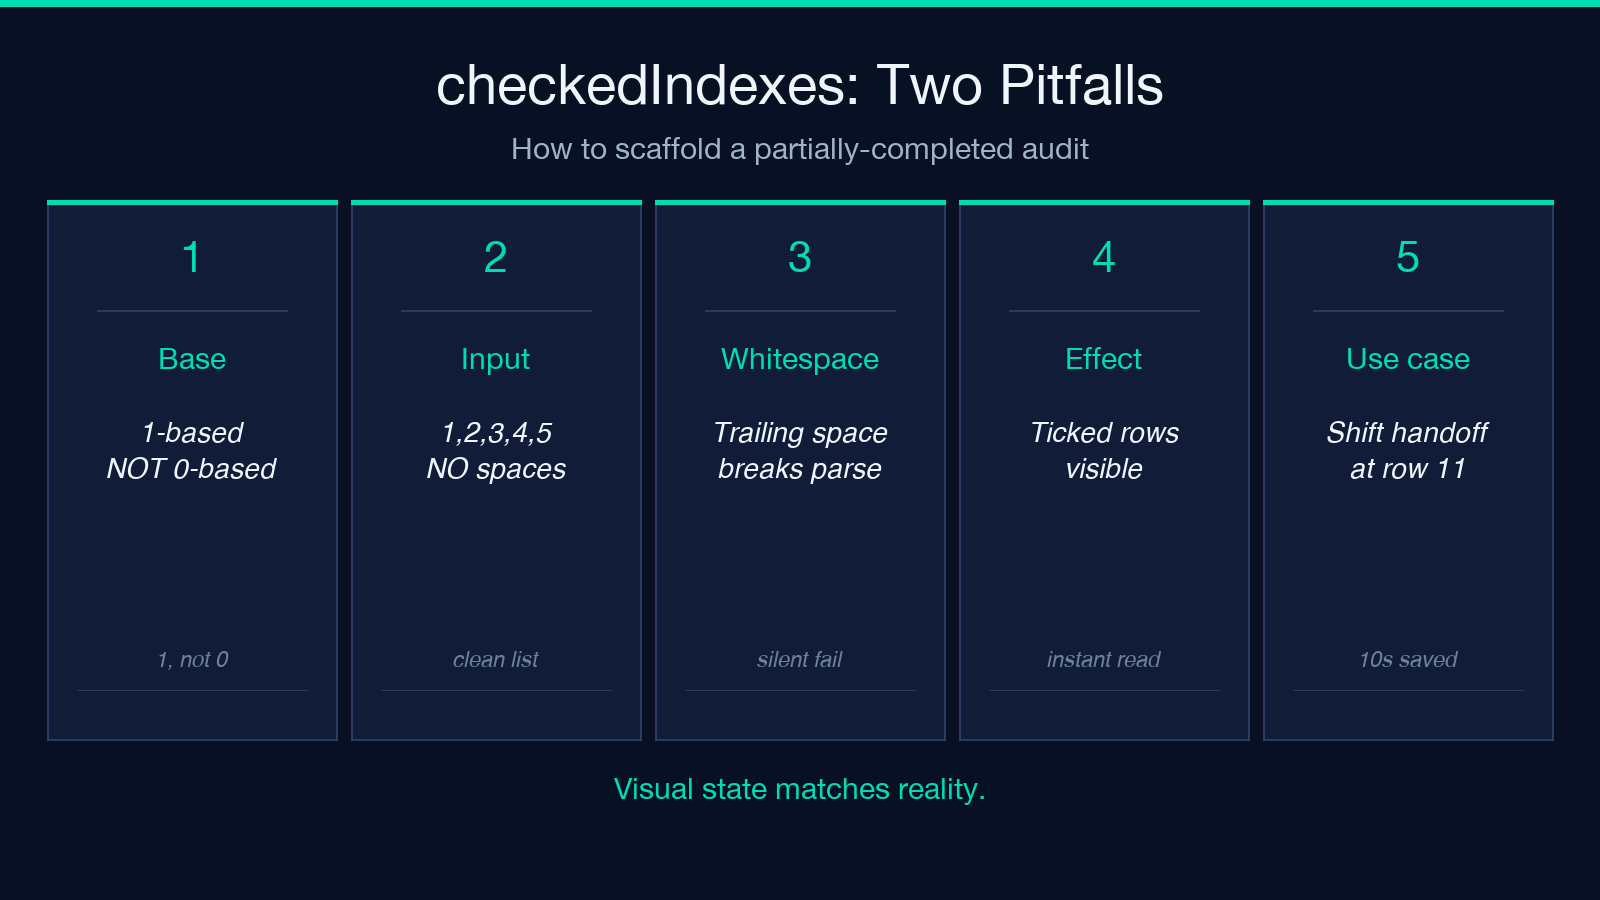 checkedIndexes: Two Pitfalls
How to scaffold a partially-completed audit
1
Base
1-based
NOT 0-based
1, not 0
2
Input
1,2,3,4,5
NO spaces
clean list
3
Whitespace
Trailing space
breaks parse
silent fail
4
Effect
Ticked rows
visible
instant read
5
Use case
Shift handoff
at row 11
10s saved
Visual state matches reality.